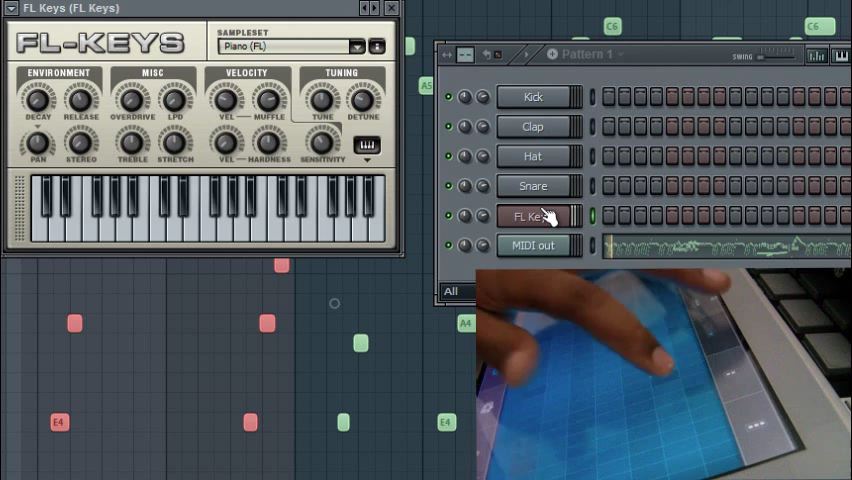 FL Keys (FL Keys)
FL-KEYS
SAMPLESET
Piano (FL)
ENVIRONMENT
MISC
VELOCITY
TUNING
DECAY
RELEASE
OVERDRIVE
LPD
VEL
MUFFLE
TUNE
DETUNE
PAN
STEREO
TREBLE
STRETCH
VEL
HARDNESS
SENSITIVITY
Pattern 1
SWING
Kick
Clap
Hat
Snare
FL Key
MIDI out
All
C6
C6
A5
A4
E4
E4